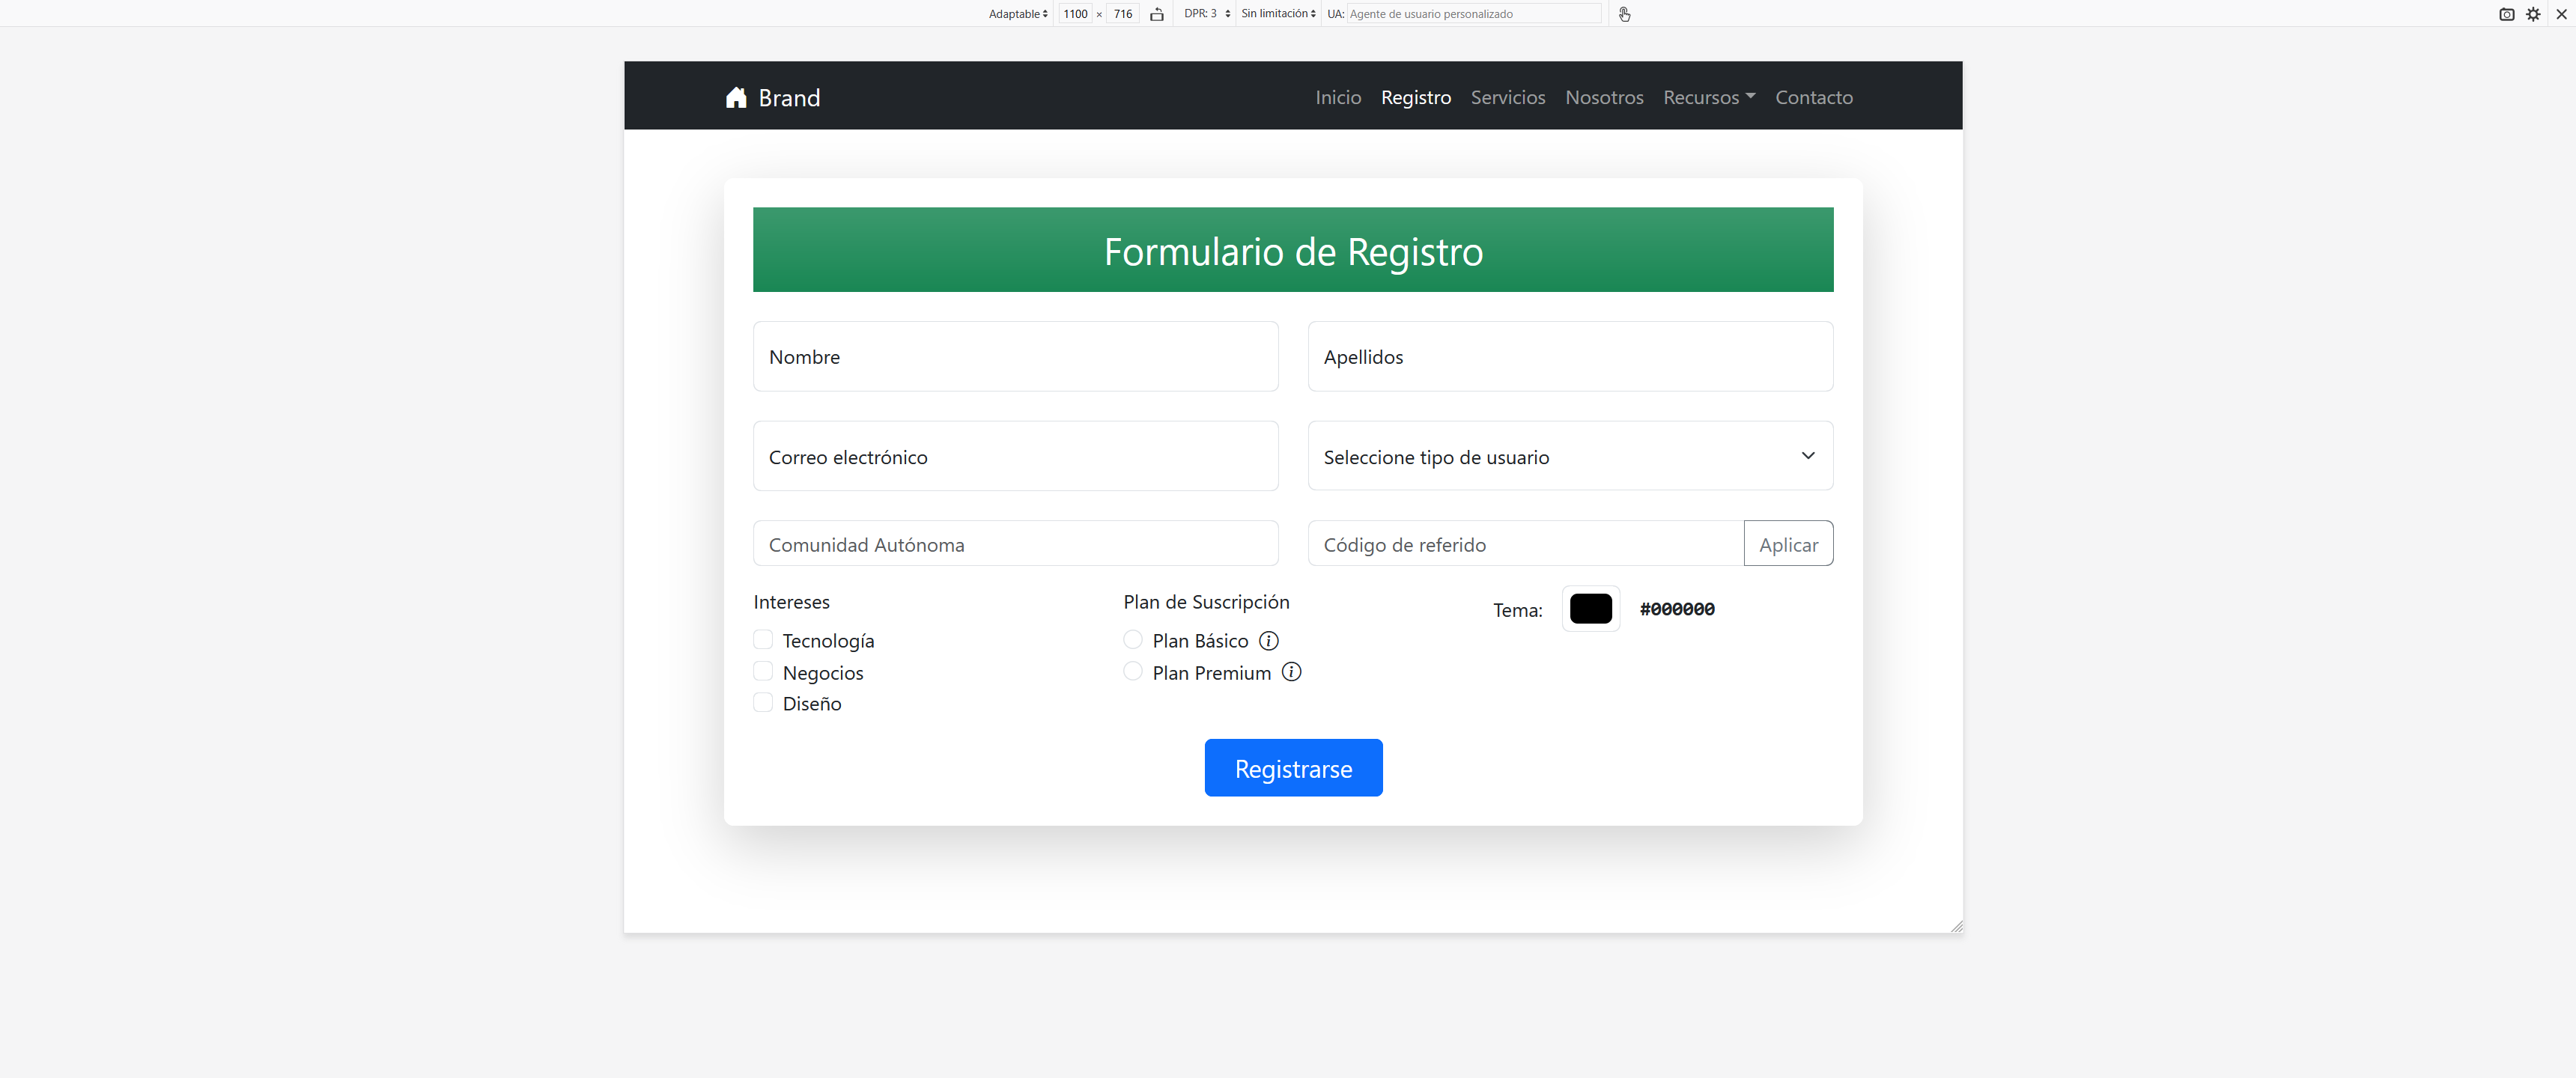 Adaptable 1100 × 716 DPR: 3 Sin limitación UA: Agente de usuario personalizado
Brand Inicio Registro Servicios Nosotros Recursos Contacto
Formulario de Registro
Nombre Apellidos
Correo electrónico Seleccione tipo de usuario
Comunidad Autónoma Código de referido Aplicar
Intereses Plan de Suscripción Tema: #000000
Tecnología Plan Básico
Negocios Plan Premium
Diseño
Registrarse